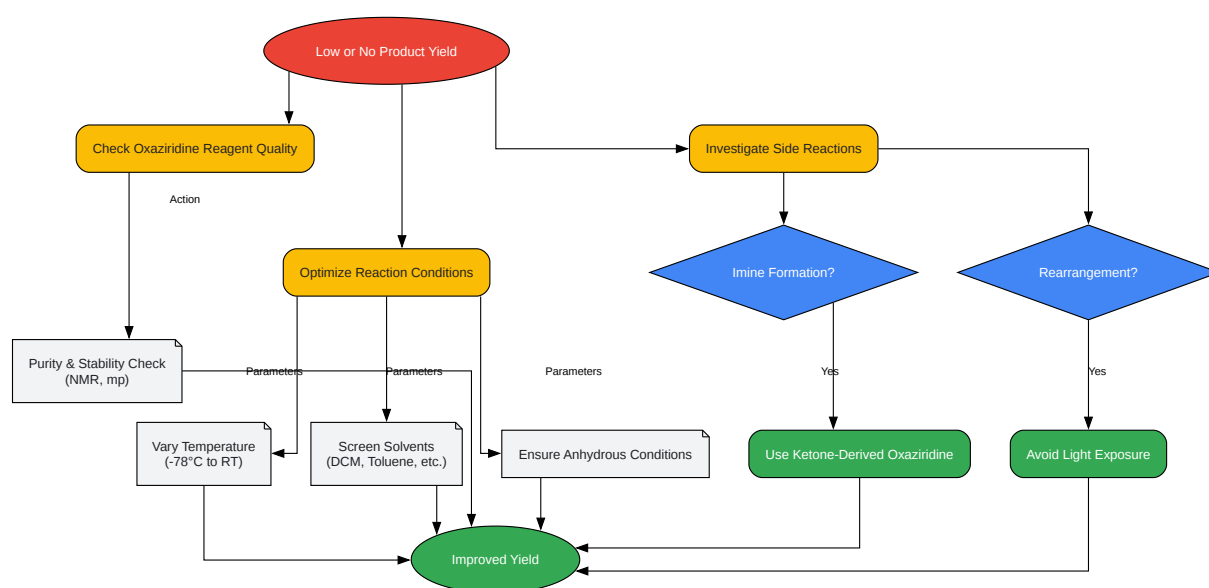 Low or No Product Yield
Check Oxaziridine Reagent Quality
Investigate Side Reactions
Action
Optimize Reaction Conditions
Imine Formation?
Rearrangement?
Purity & Stability Check
(NMR, mp)
Parameters
Parameters
Parameters
Yes
Yes
Vary Temperature
(-78°C to RT)
Screen Solvents
(DCM, Toluene, etc.)
Ensure Anhydrous Conditions
Use Ketone-Derived Oxaziridine
Avoid Light Exposure
Improved Yield